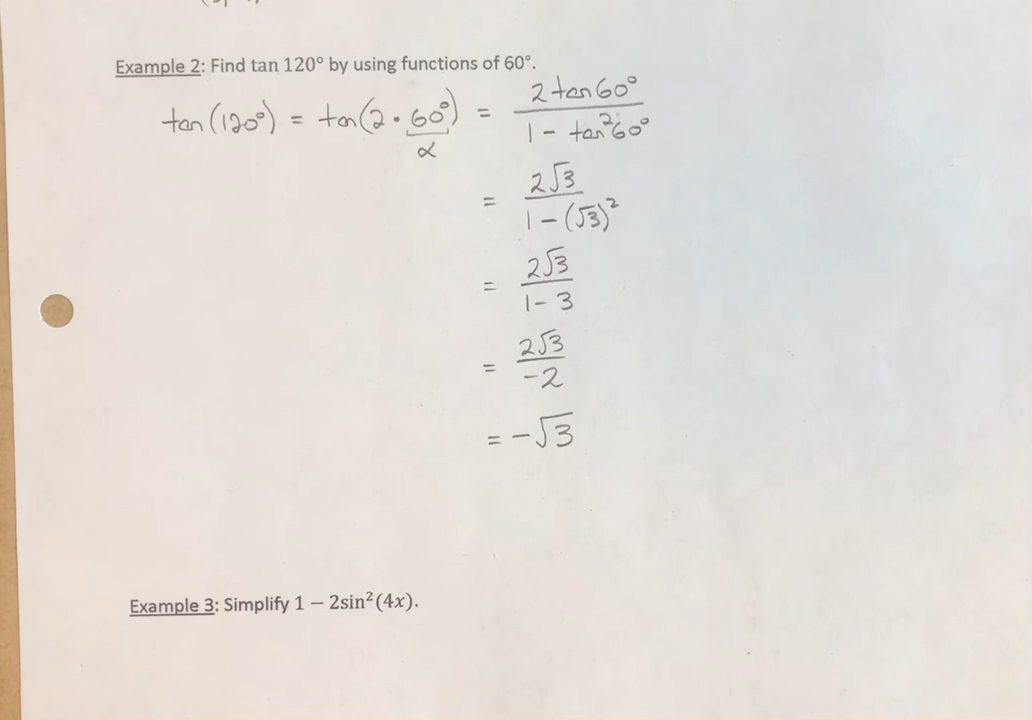 Example 2: Find tan 120° by using functions of 60°.
tan(120°) = tan(2 · 60°) = 2 tan 60° / 1 - tan²60°
α
= 2√3 / 1 - (√3)²
= 2√3 / 1 - 3
= 2√3 / -2
= -√3
Example 3: Simplify 1 − 2sin²(4x).